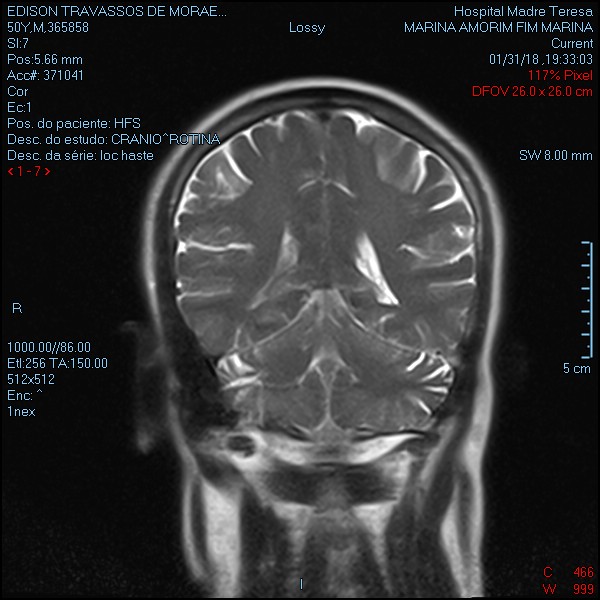 EDISON TRAVASSOS DE MORAE...
50Y,M,365858
SI:7
Pos:5.66 mm
Acc#: 371041
Cor
Ec:1
Pos. do paciente: HFS
Desc. do estudo: CRANIO^ROTINA
Desc. da série: loc haste
< 1 - 7 >
Lossy
Hospital Madre Teresa
MARINA AMORIM FIM MARINA
Current
01/31/18 ,19:33:03
117% Pixel
DFOV 26.0 x 26.0 cm
SW 8.00 mm
R
5 cm
1000.00//86.00
Etl:256 TA:150.00
512x512
Enc: ^
1nex
I
C 466
W 999